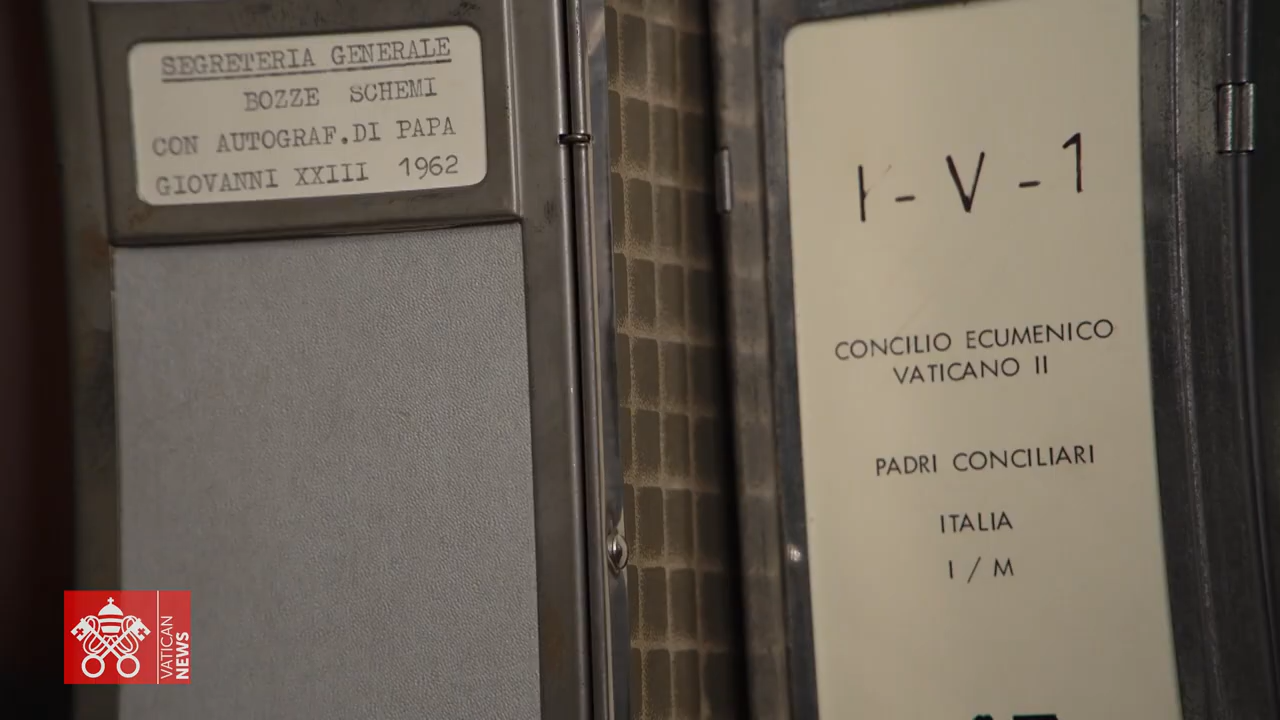 SEGRETERIA GENERALE
BOZZE SCHEMI
CON AUTOGRAF.DI PAPA
GIOVANNI XXIII 1962
I - V - 1
CONCILIO ECUMENICO
VATICANO II
PADRI CONCILIARI
ITALIA
I / M
VATICAN
NEWS